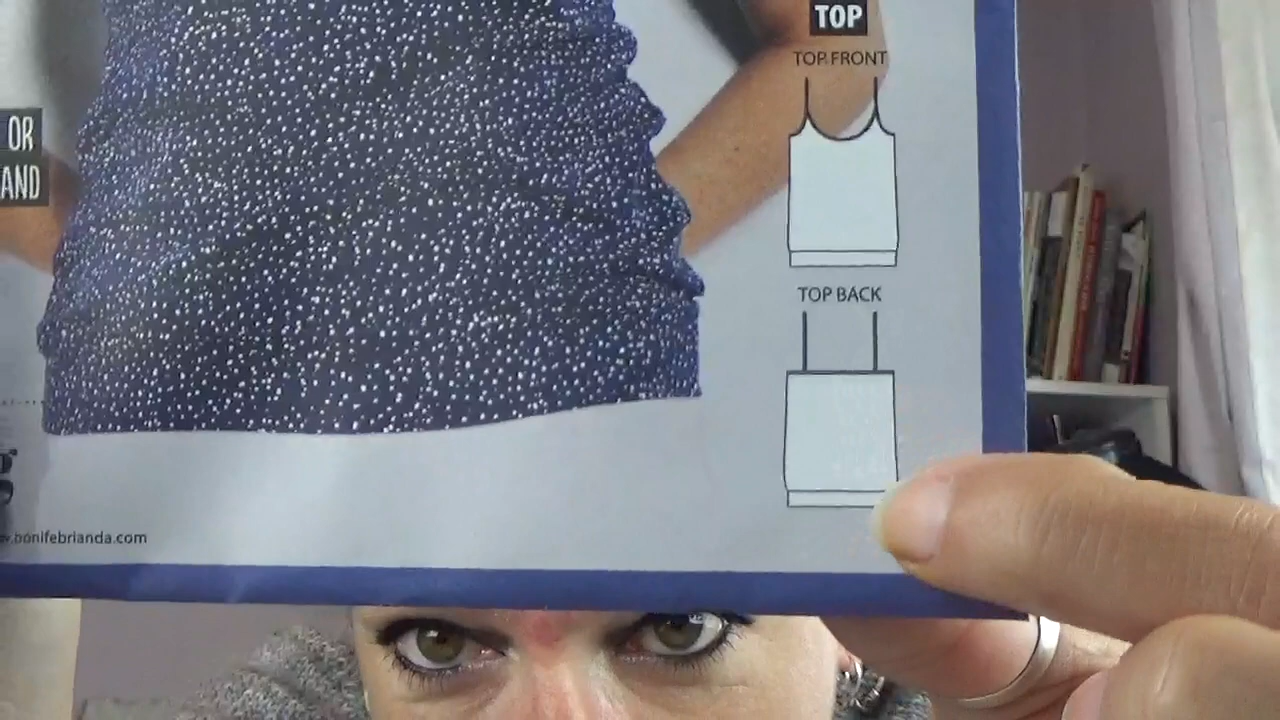 TOP
TOP FRONT
OR
AND
TOP BACK
w.bonifebrianda.com